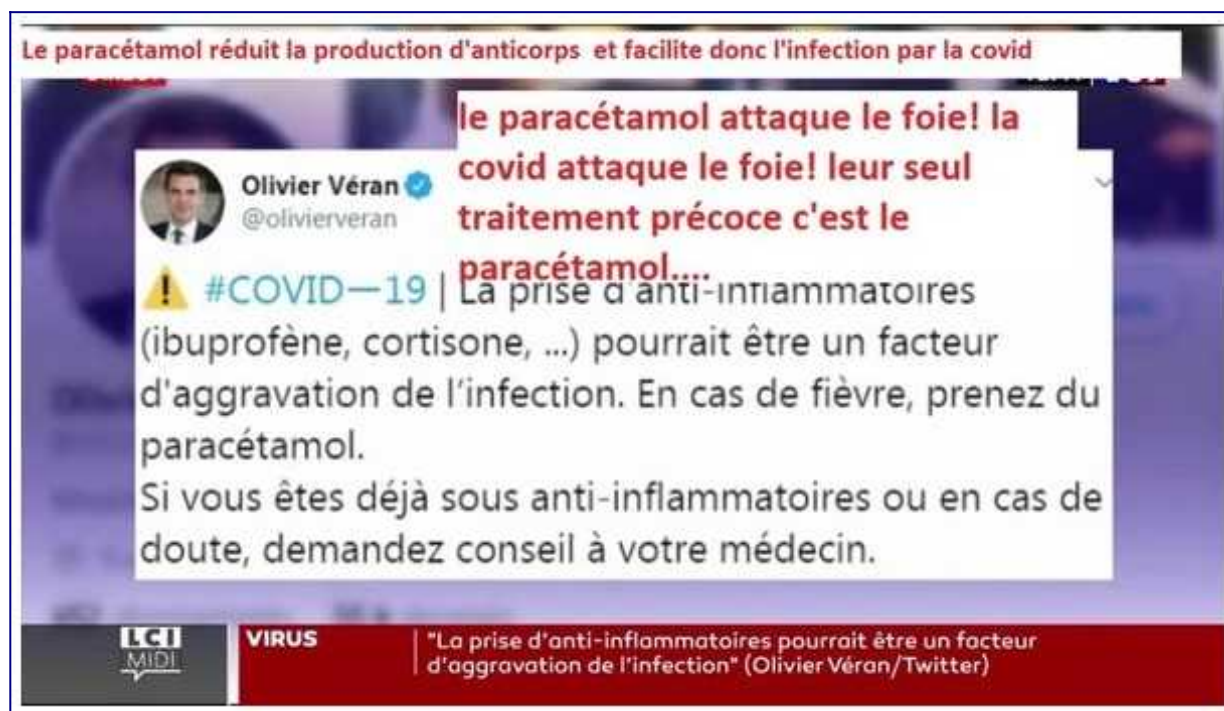 Le paracétamol réduit la production d'anticorps et facilite donc l'infection par la covid
le paracétamol attaque le foie! la
covid attaque le foie! leur seul
traitement précoce c'est le
paracétamol....
Olivier Véran
@olivierveran
⚠ #COVID—19 | La prise d'anti-inflammatoires
(ibuprofène, cortisone, ...) pourrait être un facteur
d'aggravation de l'infection. En cas de fièvre, prenez du
paracétamol.
Si vous êtes déjà sous anti-inflammatoires ou en cas de
doute, demandez conseil à votre médecin.
LCI
MIDI
VIRUS
"La prise d'anti-inflammatoires pourrait être un facteur
d'aggravation de l'infection" (Olivier Véran/Twitter)